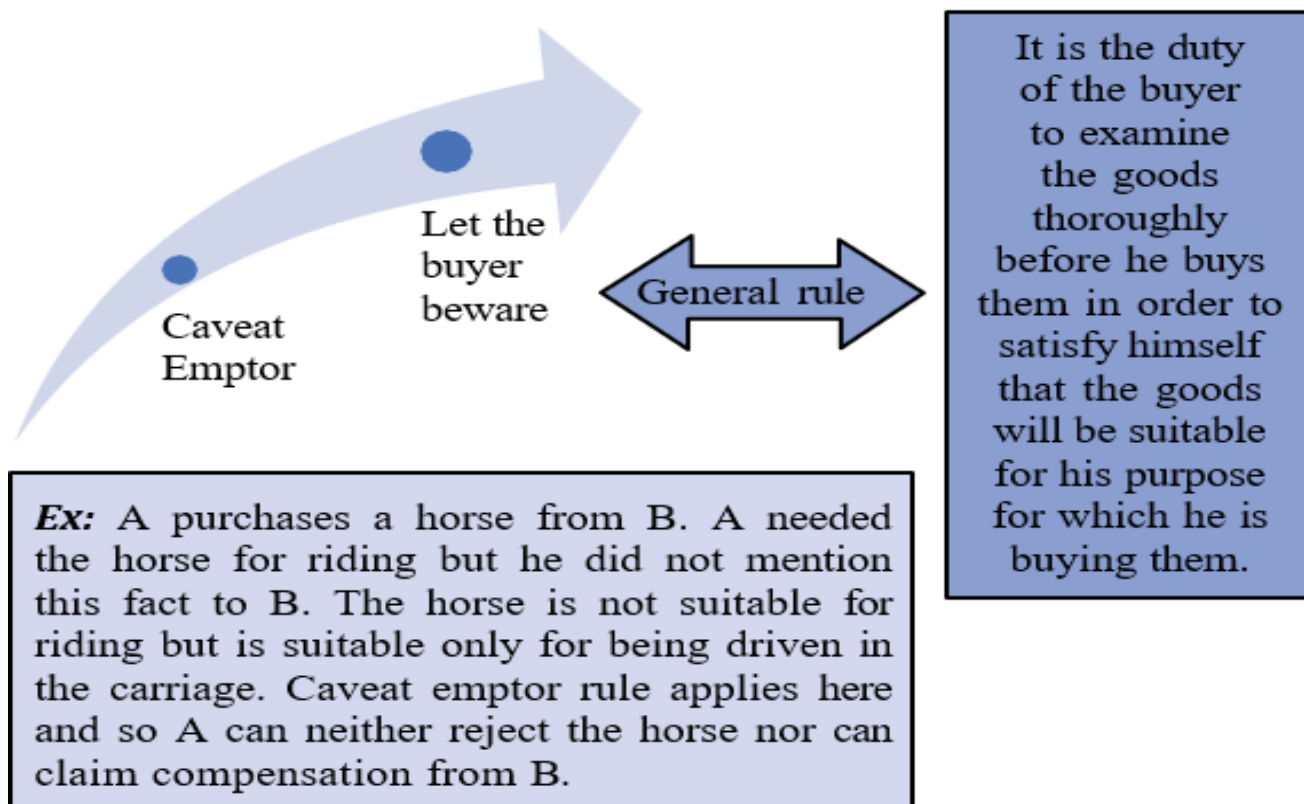 Caveat
Emptor
Let the
buyer
beware
General rule
It is the duty
of the buyer
to examine
the goods
thoroughly
before he buys
them in order to
satisfy himself
that the goods
will be suitable
for his purpose
for which he is
buying them.
Ex: A purchases a horse from B. A needed
the horse for riding but he did not mention
this fact to B. The horse is not suitable for
riding but is suitable only for being driven in
the carriage. Caveat emptor rule applies here
and so A can neither reject the horse nor can
claim compensation from B.